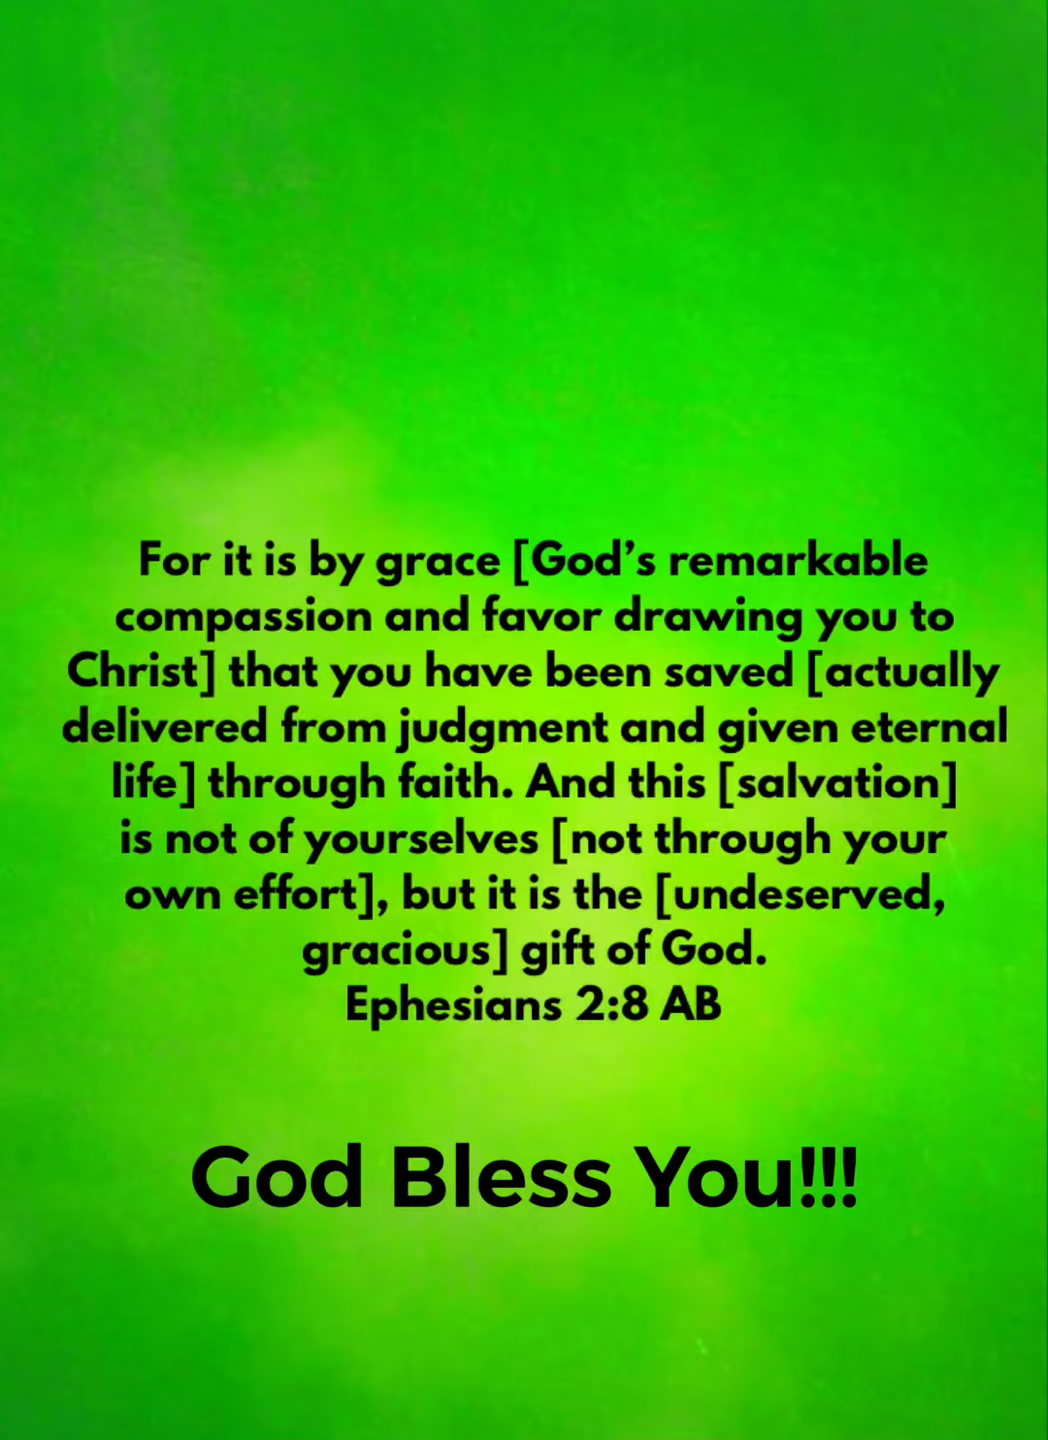 For it is by grace [God’s remarkable
compassion and favor drawing you to
Christ] that you have been saved [actually
delivered from judgment and given eternal
life] through faith. And this [salvation]
is not of yourselves [not through your
own effort], but it is the [undeserved,
gracious] gift of God.
Ephesians 2:8 AB
God Bless You!!!